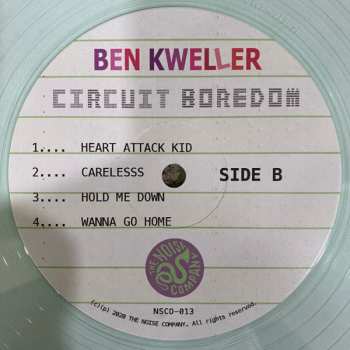 BEN KWELLER
CIRCUIT BOREDOM
1.... HEART ATTACK KID
2.... CARELESSS
3.... HOLD ME DOWN
4.... WANNA GO HOME
SIDE B
THE NOISE COMPANY
NSCO-013
(c)(p) 2020 THE NOISE COMPANY. All rights reserved.